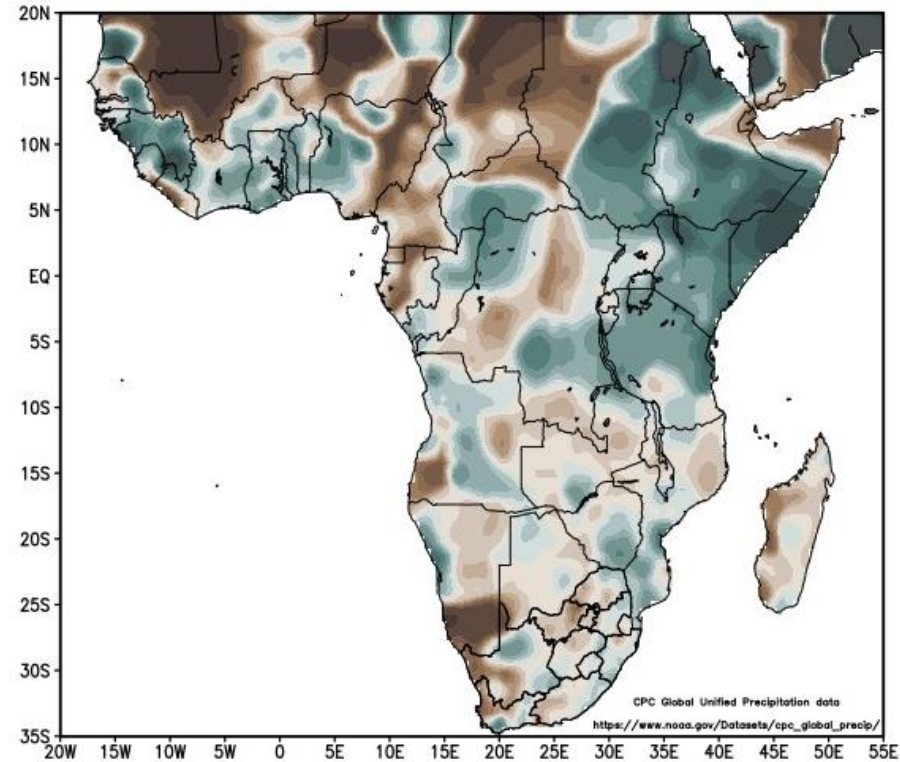 20N
15N
10N
5N
EQ
5S
10S
15S
20S
25S
30S
35S
CPC Global Unified Precipitation data
https://www.noaa.gov/Datasets/cpc_global_precip/
20W 15W 10W 5W 0 5E 10E 15E 20E 25E 30E 35E 40E 45E 50E 55E